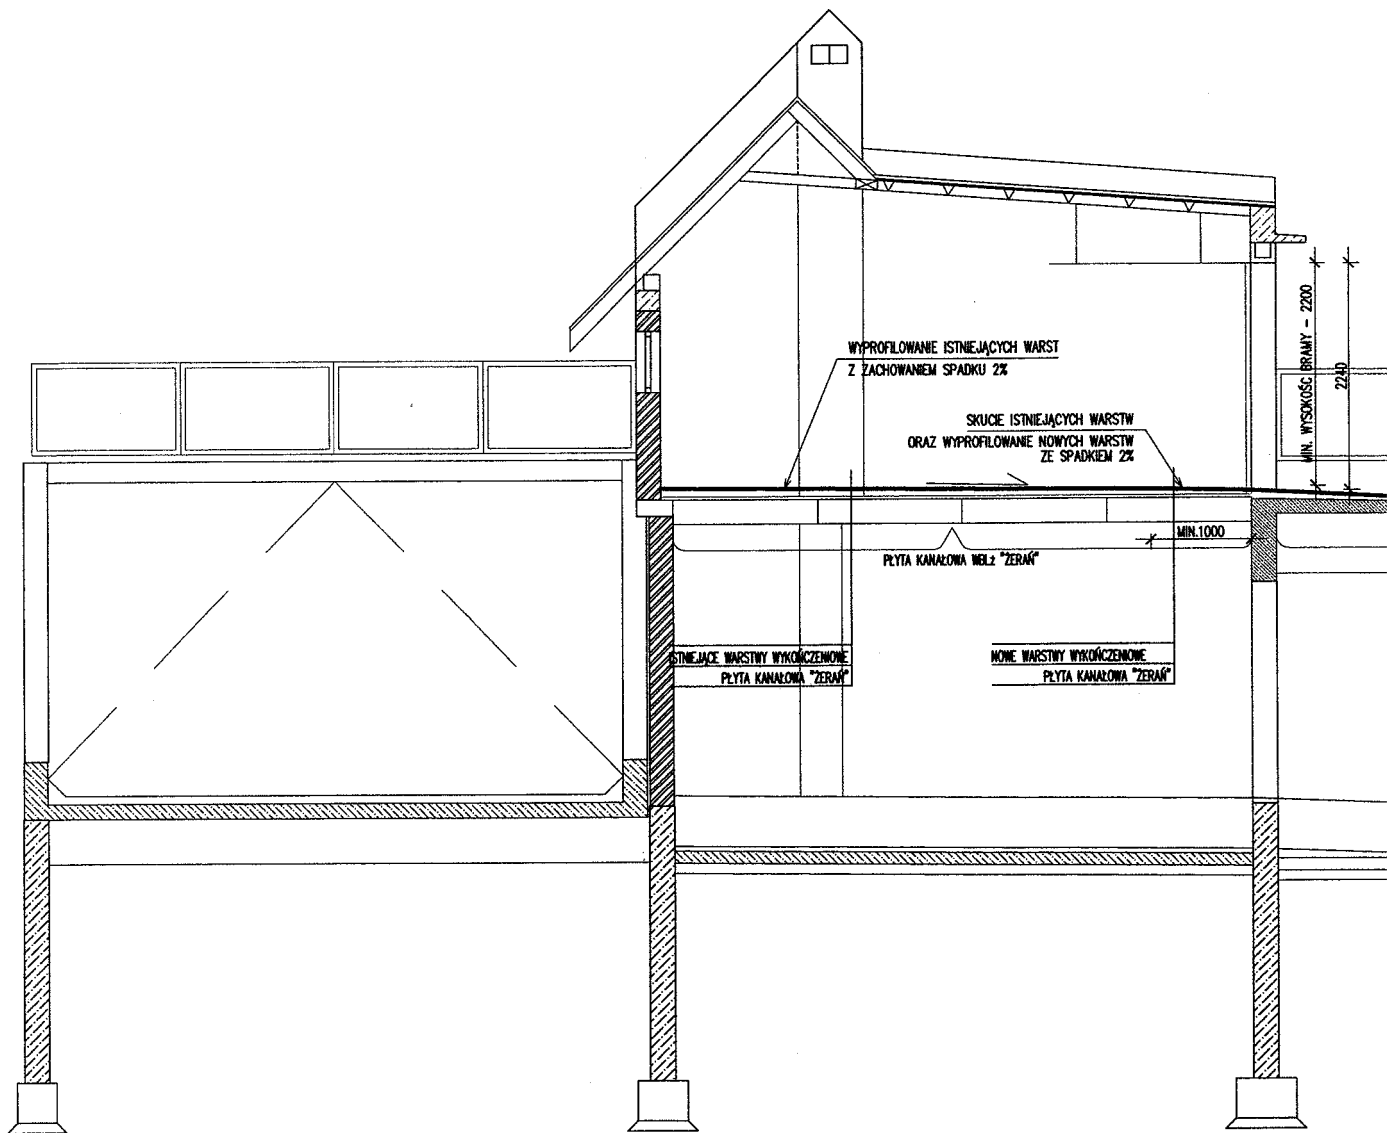 WYPROFILOWANIE ISTNIEJĄCYCH WARST
Z ZACHOWANIEM SPADKU 2%
SKUCIE ISTNIEJĄCYCH WARSTW
ORAZ WYPROFILOWANIE NOWYCH WARSTW
ZE SPADKIEM 2%
MIN. WYSOKOŚĆ BRAMY - 2200
2240
MIN.1000
PŁYTA KANAŁOWA "ŻERAŃ"
ISTNIEJĄCE WARSTWY WYKOŃCZENIOWE
PŁYTA KANAŁOWA "ŻERAŃ"
NOWE WARSTWY WYKOŃCZENIOWE
PŁYTA KANAŁOWA "ŻERAŃ"